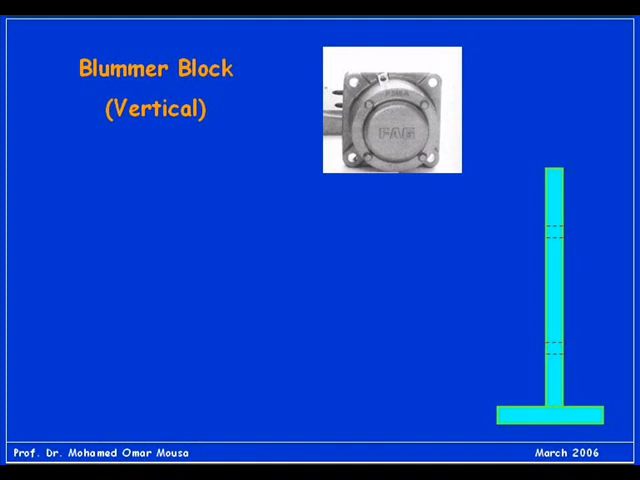 Blummer Block
(Vertical)
FAG
Prof. Dr. Mohamed Omar Mousa
March 2006